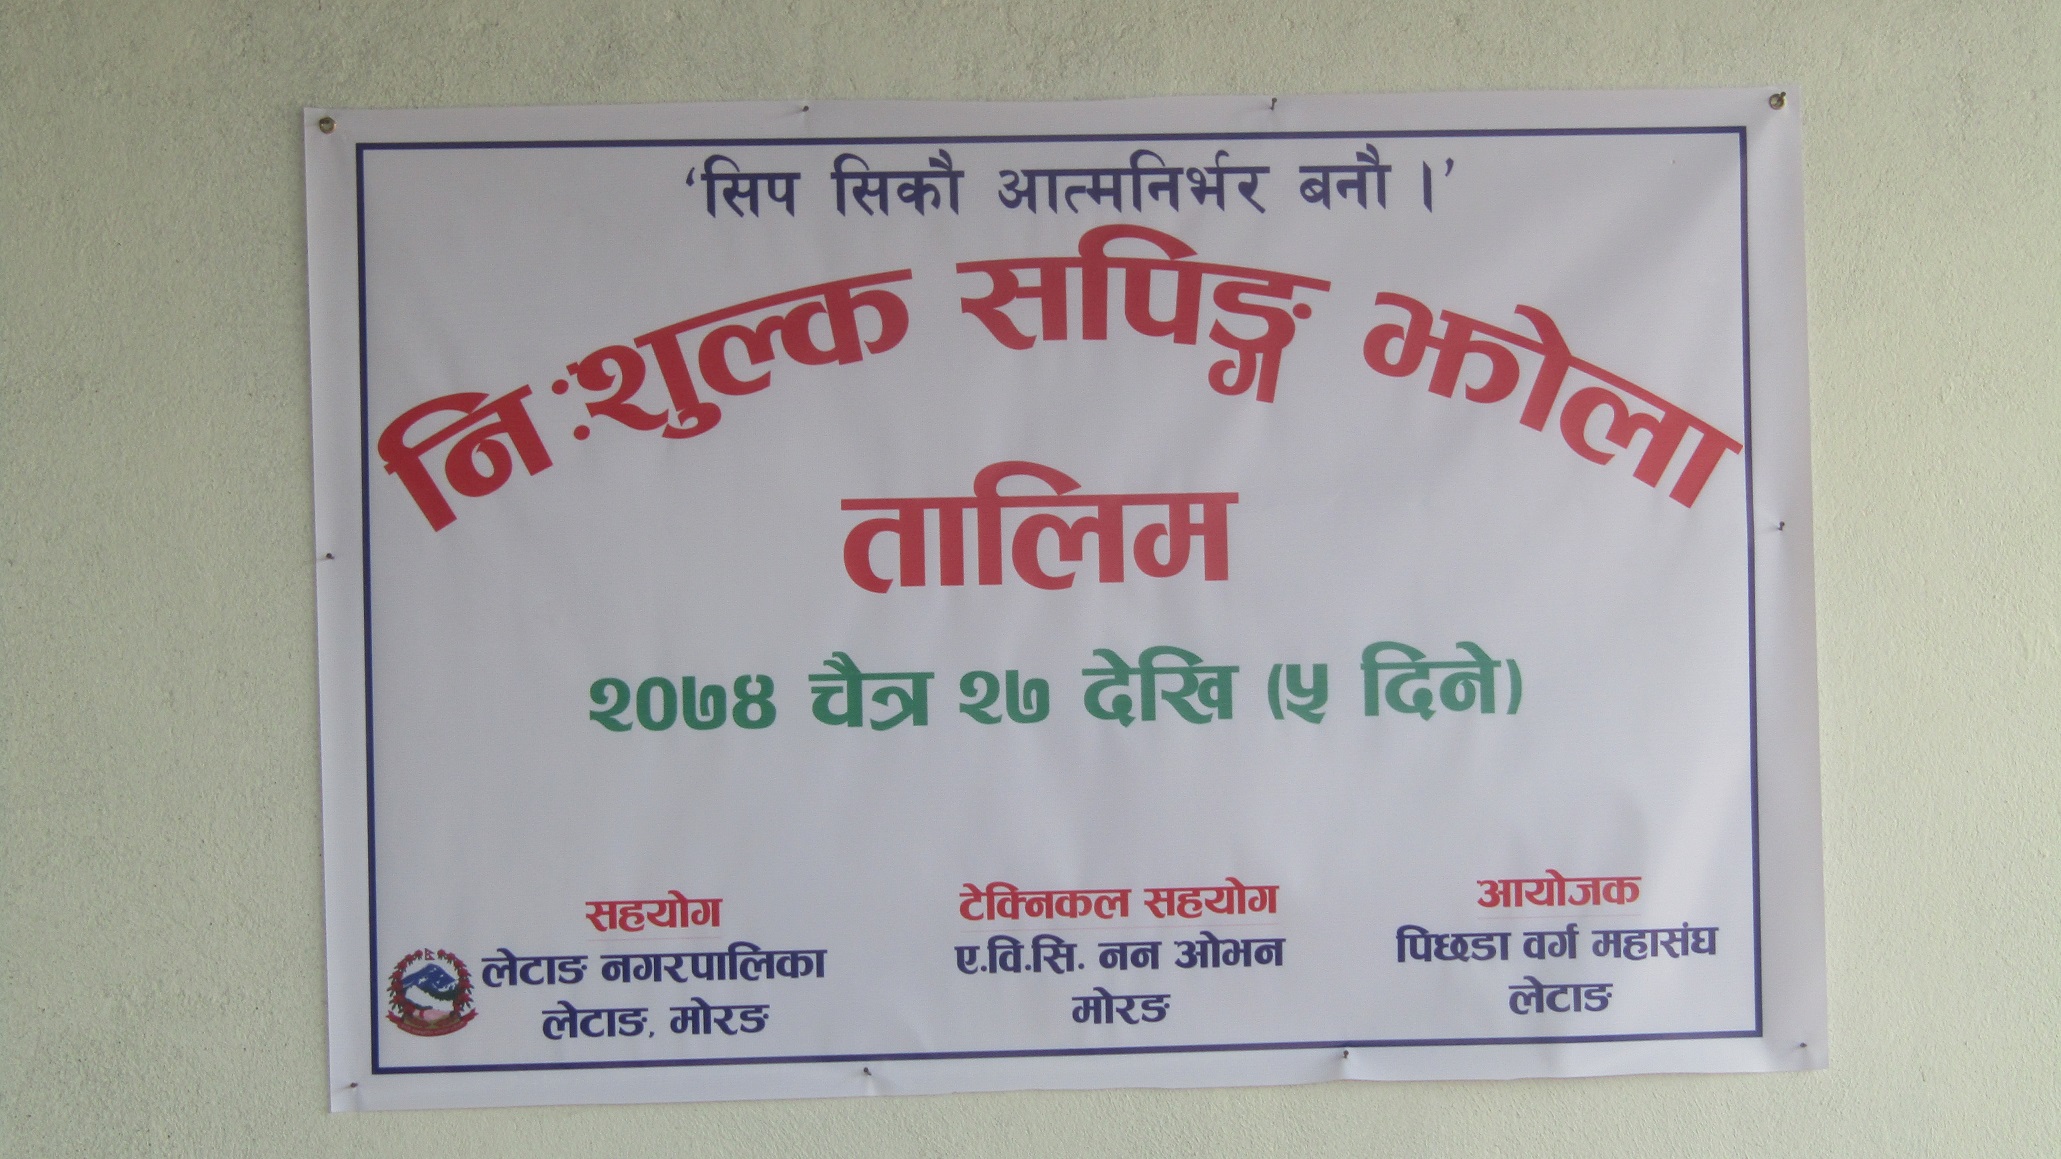 ‘सिप सिकौ आत्मनिर्भर बनौ ।’
निःशुल्क सपिङ्ग झोला
तालिम
२०७४ चैत्र २७ देखि (५ दिने)
सहयोग
लेटाङ नगरपालिका
लेटाङ, मोरङ
टेक्निकल सहयोग
ए.वि.सि. नन ओभन
मोरङ
आयोजक
पिछडा वर्ग महासंघ
लेटाङ